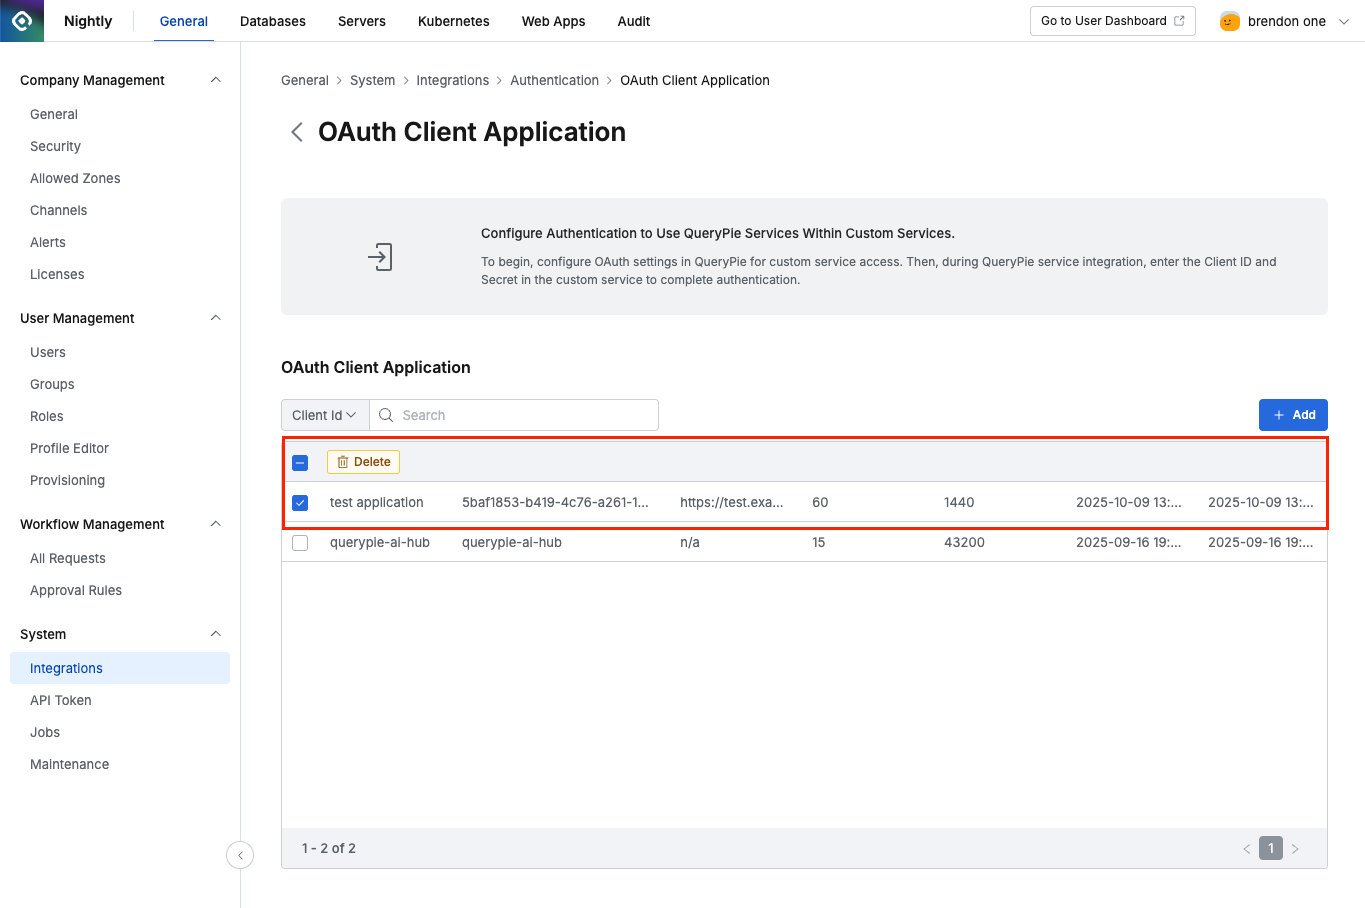 Nightly
General
Databases
Servers
Kubernetes
Web Apps
Audit
Go to User Dashboard
brendon one
Company Management
General
Security
Allowed Zones
Channels
Alerts
Licenses
User Management
Users
Groups
Roles
Profile Editor
Provisioning
Workflow Management
All Requests
Approval Rules
System
Integrations
API Token
Jobs
Maintenance
General > System > Integrations > Authentication > OAuth Client Application
OAuth Client Application
Configure Authentication to Use QueryPie Services Within Custom Services.
To begin, configure OAuth settings in QueryPie for custom service access. Then, during QueryPie service integration, enter the Client ID and
Secret in the custom service to complete authentication.
OAuth Client Application
Client Id
Search
+ Add
Delete
test application 5baf1853-b419-4c76-a261-1... https://test.exa... 60 1440 2025-10-09 13:... 2025-10-09 13:...
querypie-ai-hub querypie-ai-hub n/a 15 43200 2025-09-16 19:... 2025-09-16 19:...
1 - 2 of 2
< 1 >